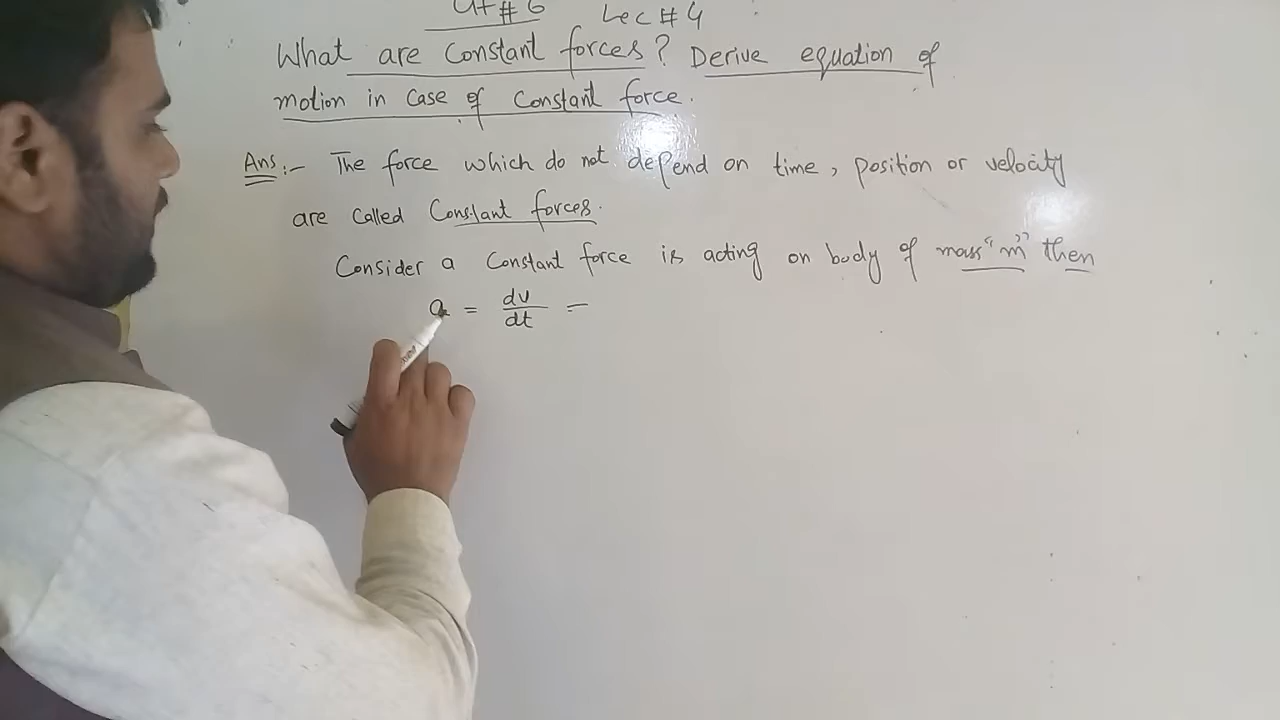 Ch # 6 Lec # 4
What are Constant forces? Derive equation of
motion in Case of Constant force.
Ans:- The force which do not depend on time, position or velocity
are called Constant forces.
Consider a Constant force is acting on body of mass "m" then
a = dv/dt =